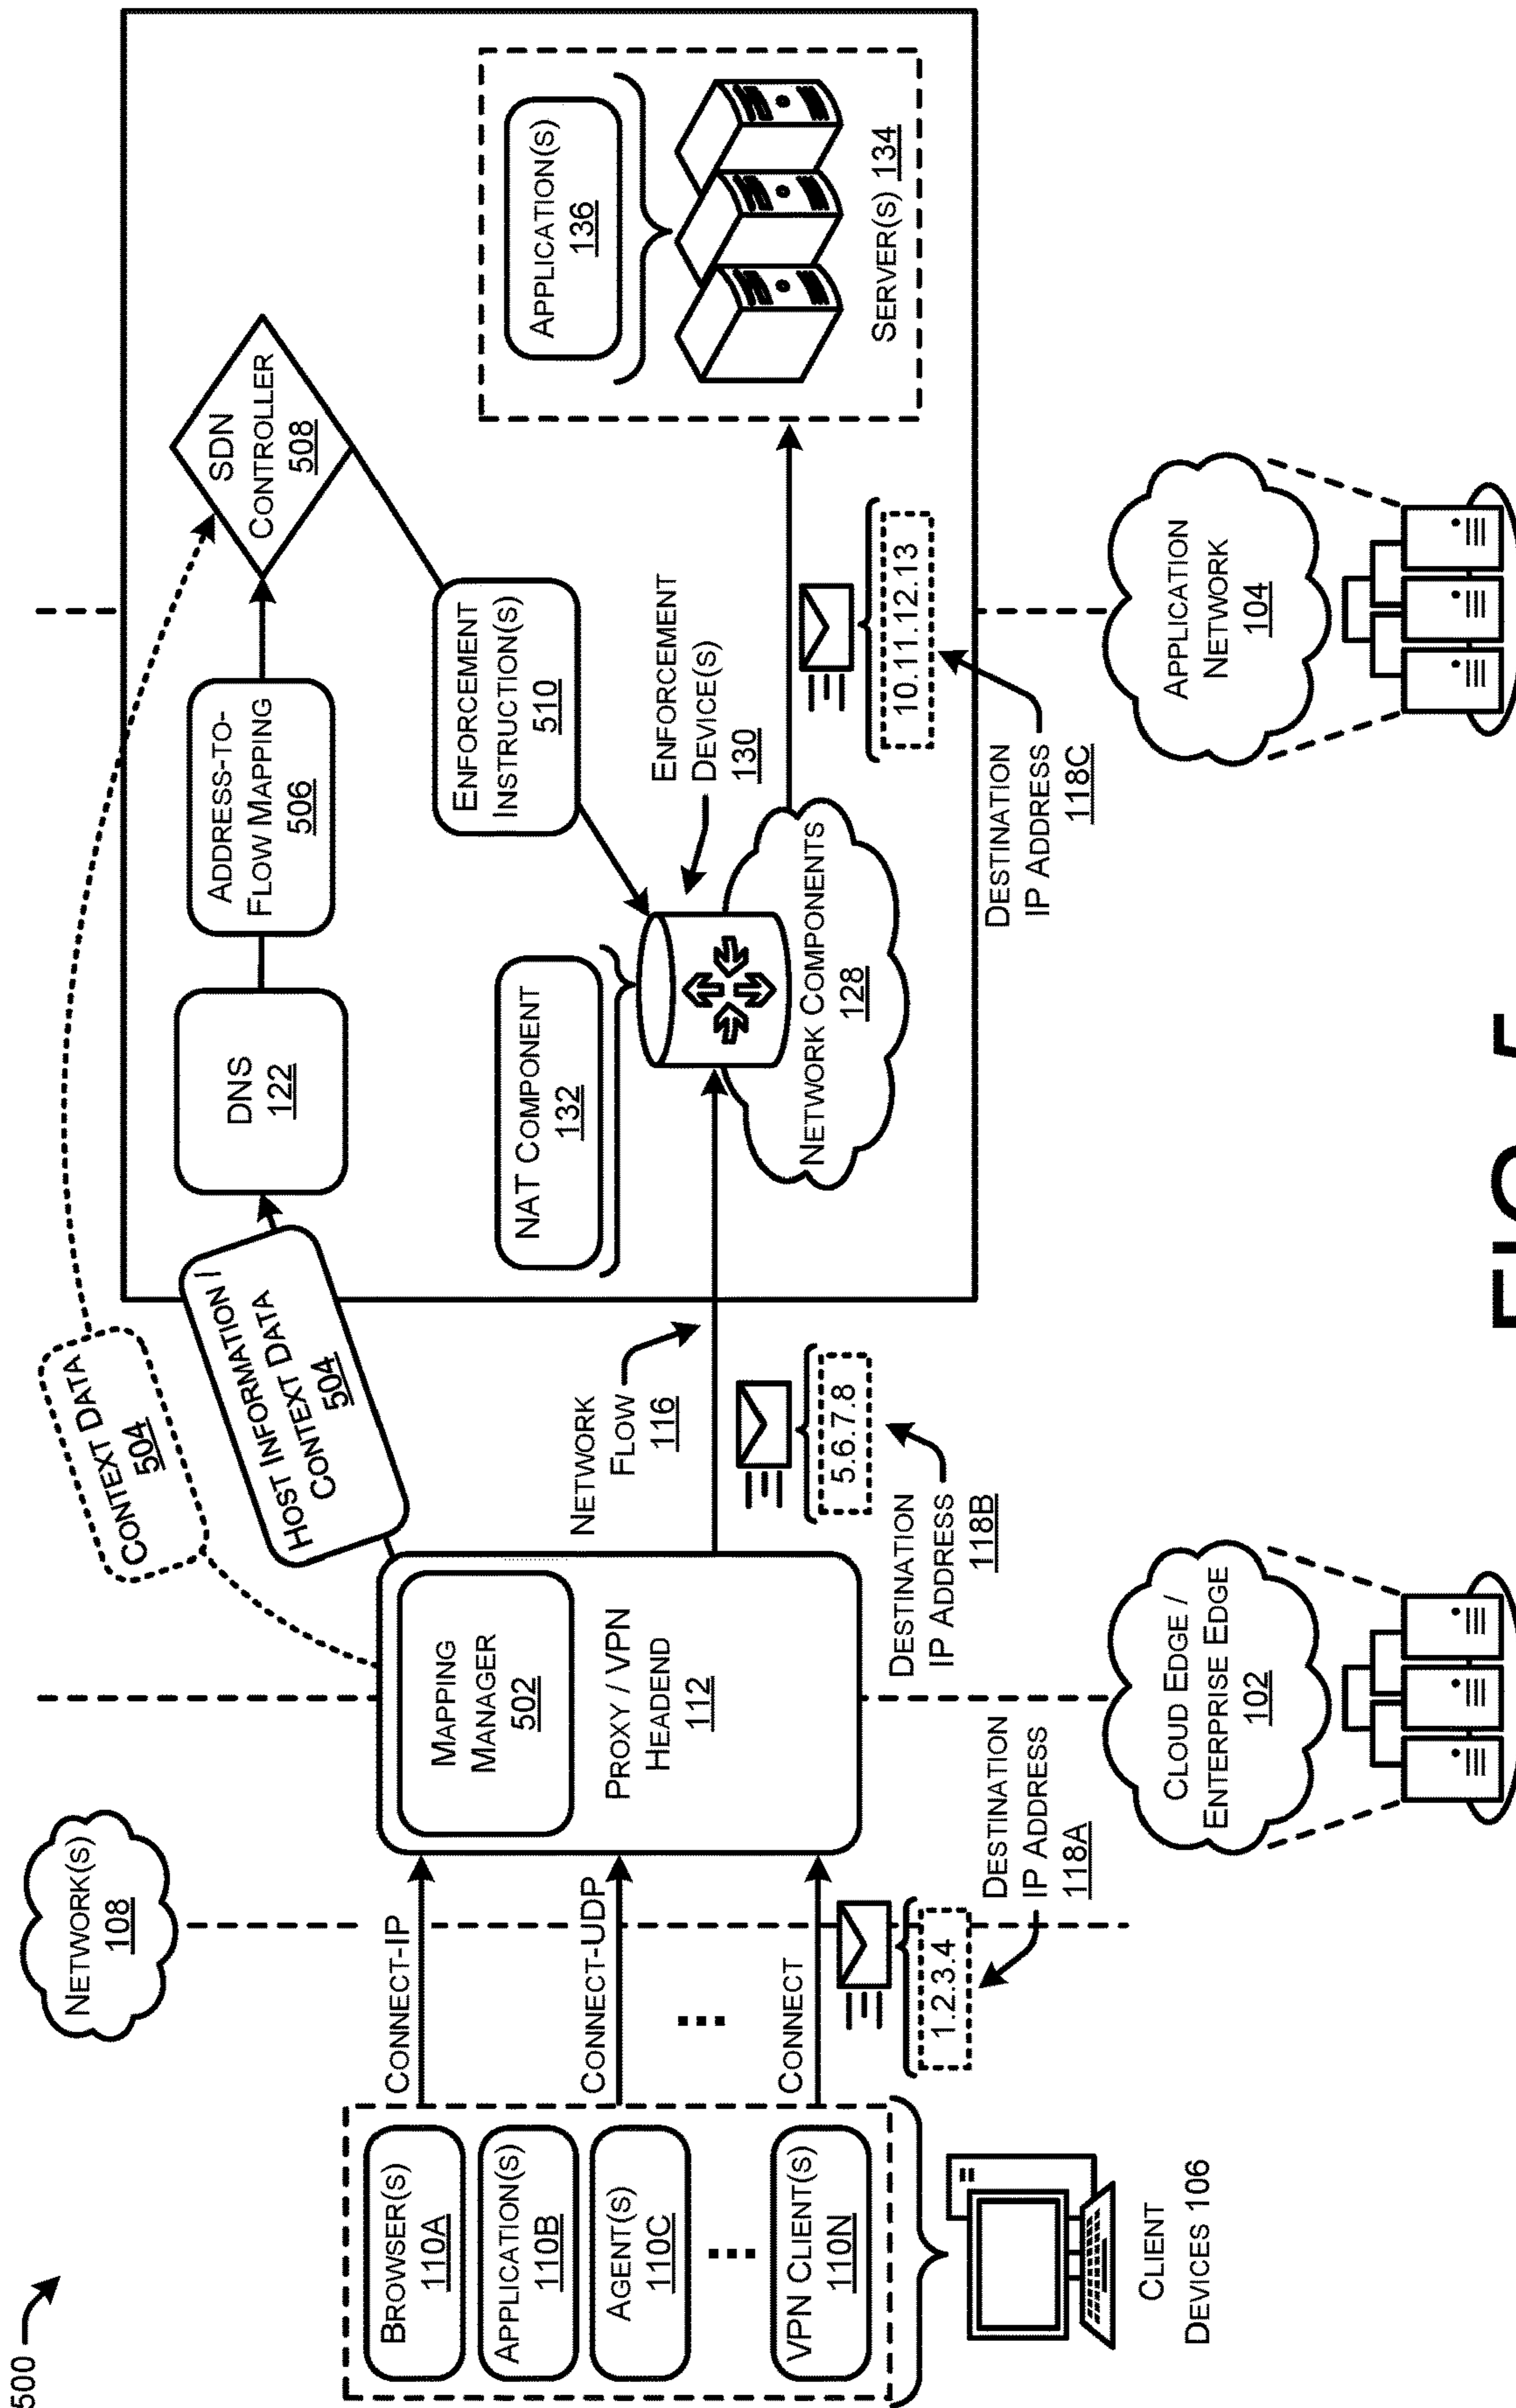 500
NETWORK(S)
108
BROWSER(S)
110A
APPLICATION(S)
110B
AGENT(S)
110C
...
VPN CLIENT(S)
110N
CLIENT
DEVICES 106
CONNECT-IP
CONNECT-UDP
...
CONNECT
1.2.3.4
DESTINATION
IP ADDRESS
118A
MAPPING
MANAGER
502
PROXY / VPN
HEADEND
112
CLOUD EDGE /
ENTERPRISE EDGE
102
CONTEXT DATA
504
HOST INFORMATION /
CONTEXT DATA
504
NETWORK
FLOW
116
5.6.7.8
DESTINATION
IP ADDRESS
118B
DNS
122
ADDRESS-TO-
FLOW MAPPING
506
SDN
CONTROLLER
508
ENFORCEMENT
INSTRUCTION(S)
510
NAT COMPONENT
132
ENFORCEMENT
DEVICE(S)
130
NETWORK COMPONENTS
128
10.11.12.13
DESTINATION
IP ADDRESS
118C
APPLICATION(S)
136
SERVER(S) 134
APPLICATION
NETWORK
104